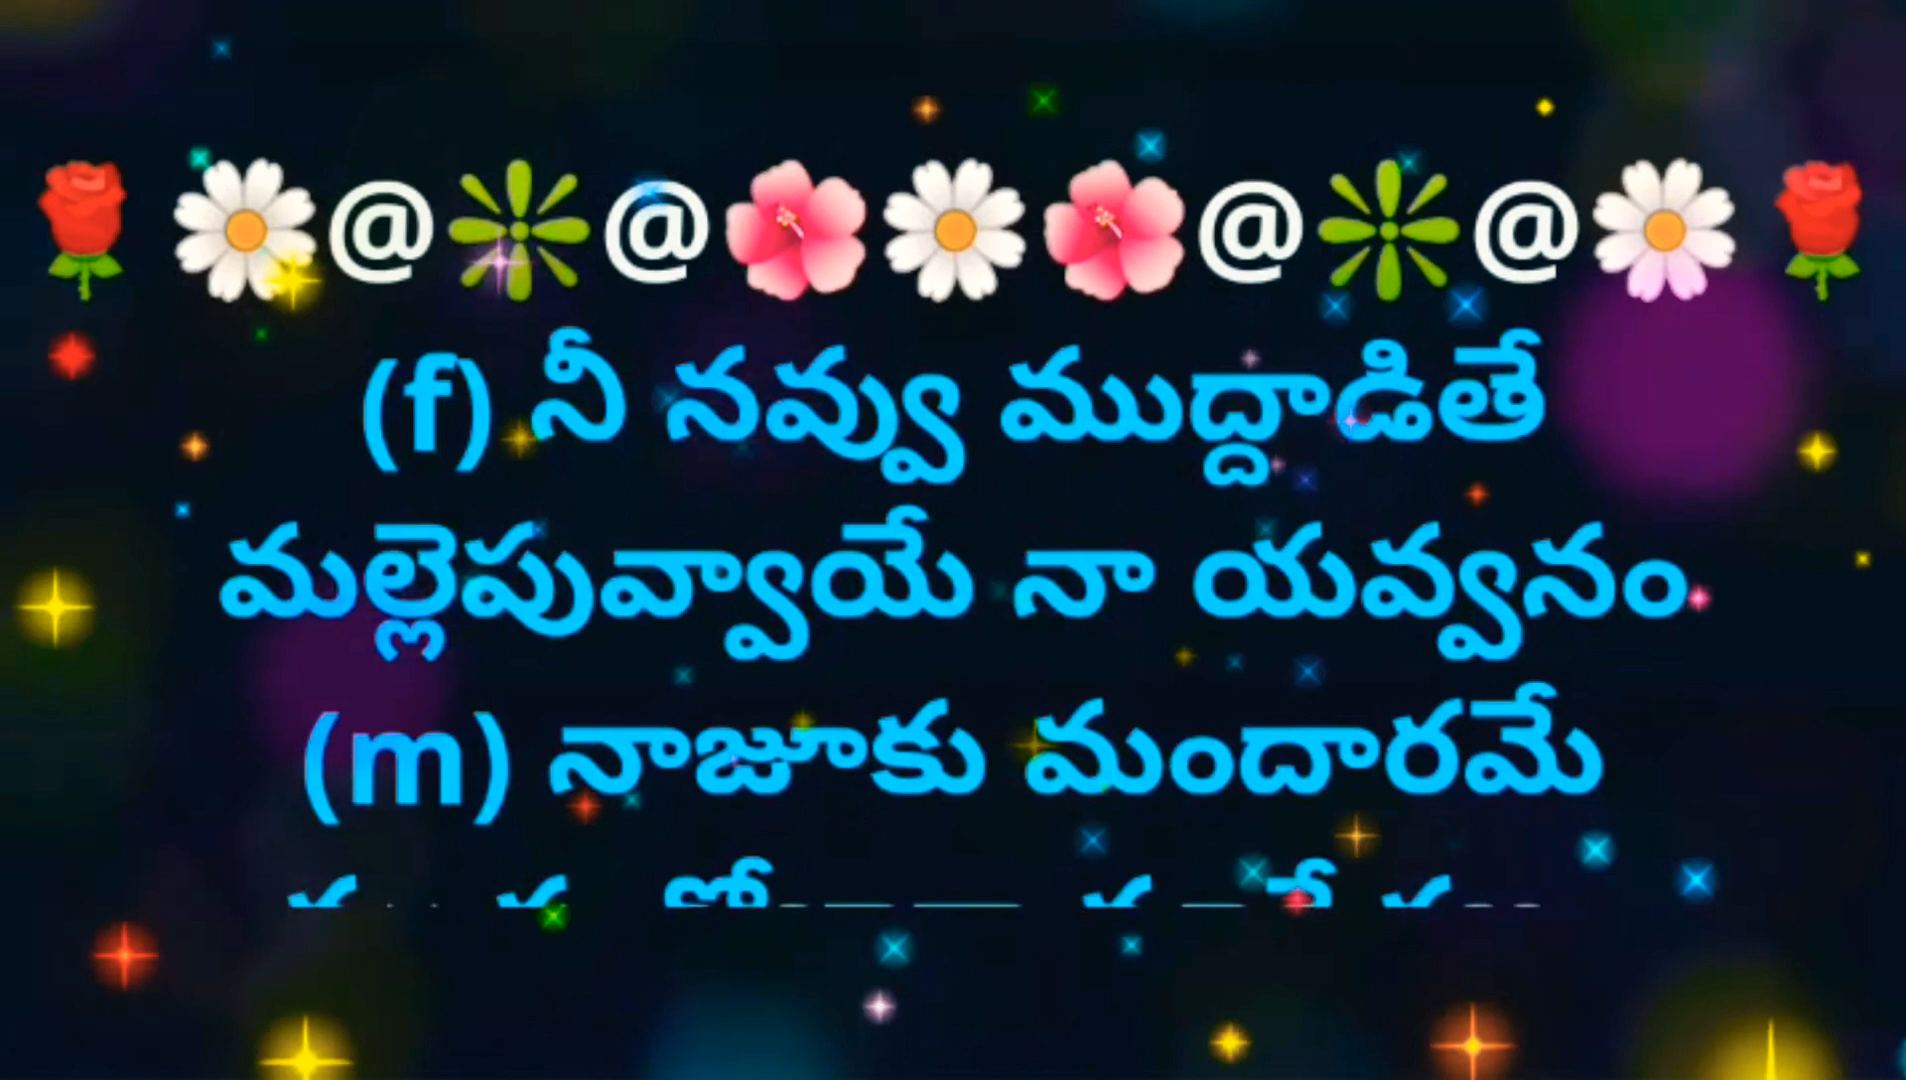 🌹 🌼@❇@🌺🌼🌺@❇@🌼 🌹
(f) నీ నవ్వు ముద్దాడితే
మల్లెపువ్వాయే నా యవ్వనం
(m) నాజూకు మందారమే